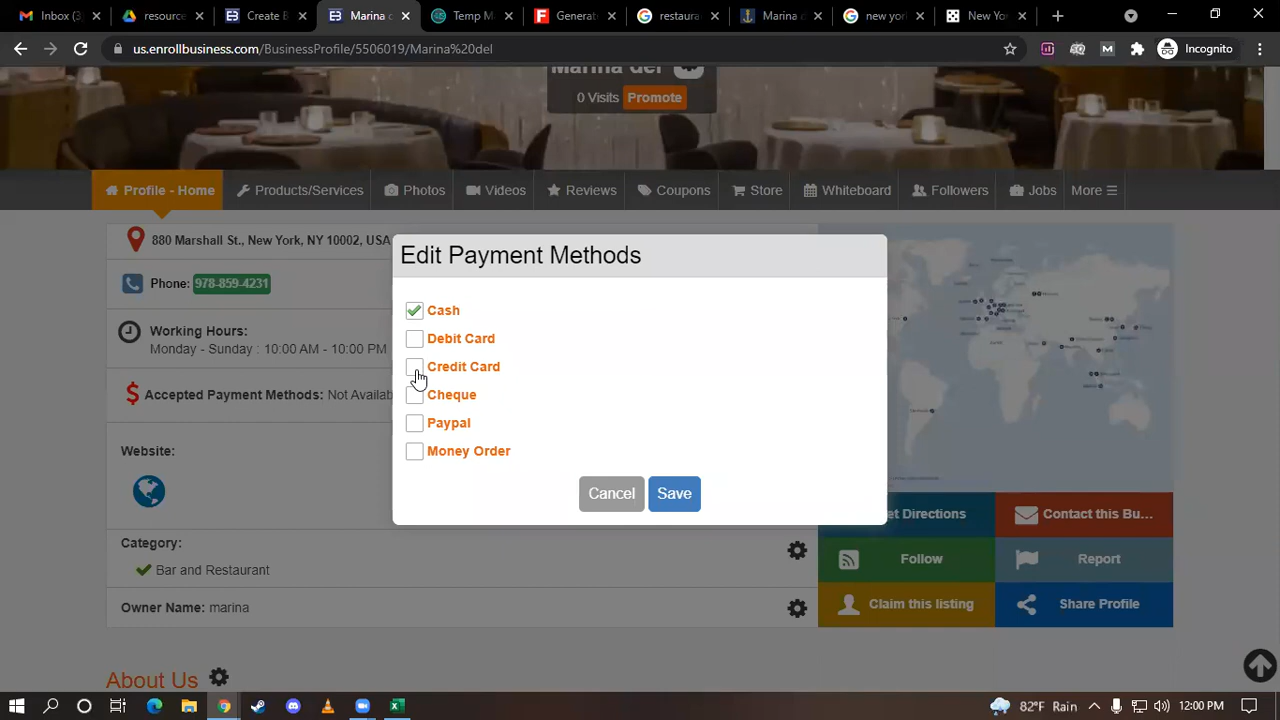 Inbox (3)
resource
Create B
Marina d
Temp M
Generat
restaura
Marina d
new york
New Yor
us.enrollbusiness.com/BusinessProfile/5506019/Marina%20del
Incognito
Marina del
0 Visits Promote
Profile - Home
Products/Services
Photos
Videos
Reviews
Coupons
Store
Whiteboard
Followers
Jobs
More
880 Marshall St., New York, NY 10002, USA
Phone: 978-859-4231
Working Hours:
Monday - Sunday : 10:00 AM - 10:00 PM
Accepted Payment Methods: Not Availab
Website:
Category:
Bar and Restaurant
Owner Name: marina
About Us
Edit Payment Methods
Cash
Debit Card
Credit Card
Cheque
Paypal
Money Order
Cancel
Save
et Directions
Contact this Bu...
Follow
Report
Claim this listing
Share Profile
82°F Rain
12:00 PM